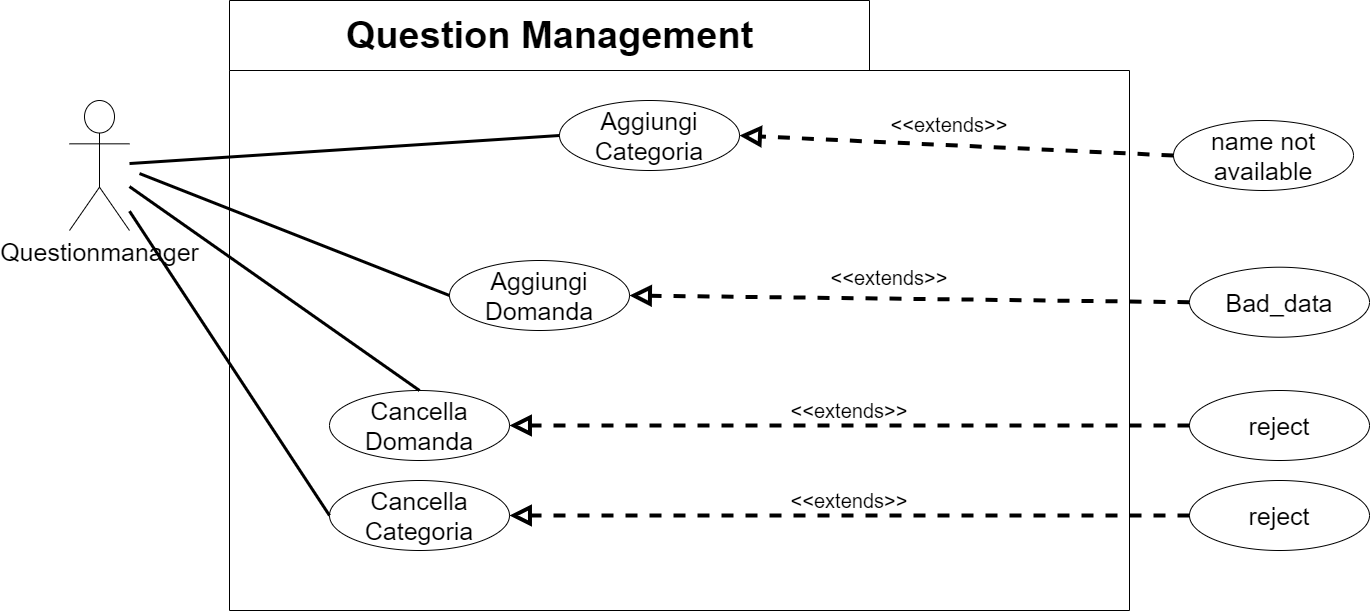 Question Management
Aggiungi
Categoria
<<extends>>
name not
available
Questionmanager
Aggiungi
Domanda
<<extends>>
Bad_data
Cancella
Domanda
<<extends>>
reject
Cancella
Categoria
<<extends>>
reject